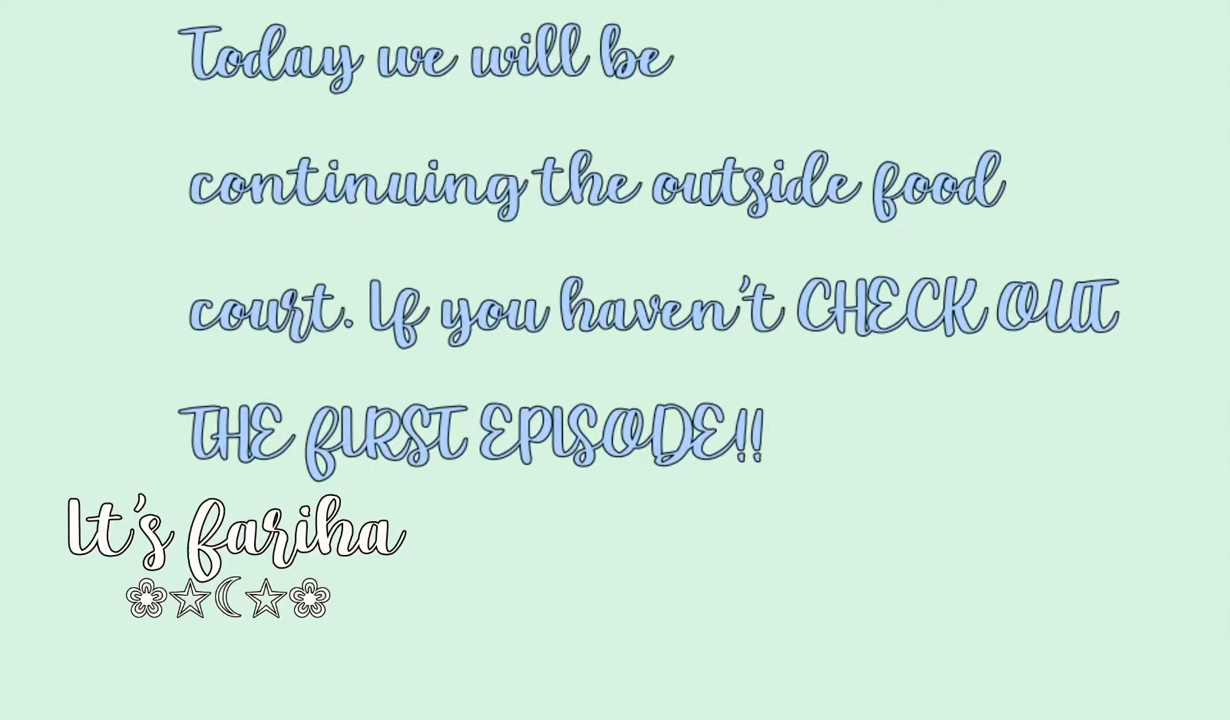 Today we will be
continuing the outside food
court. If you haven't CHECK OUT
THE FIRST EPISODE!!
It's fariha
❀☆☾☆❀